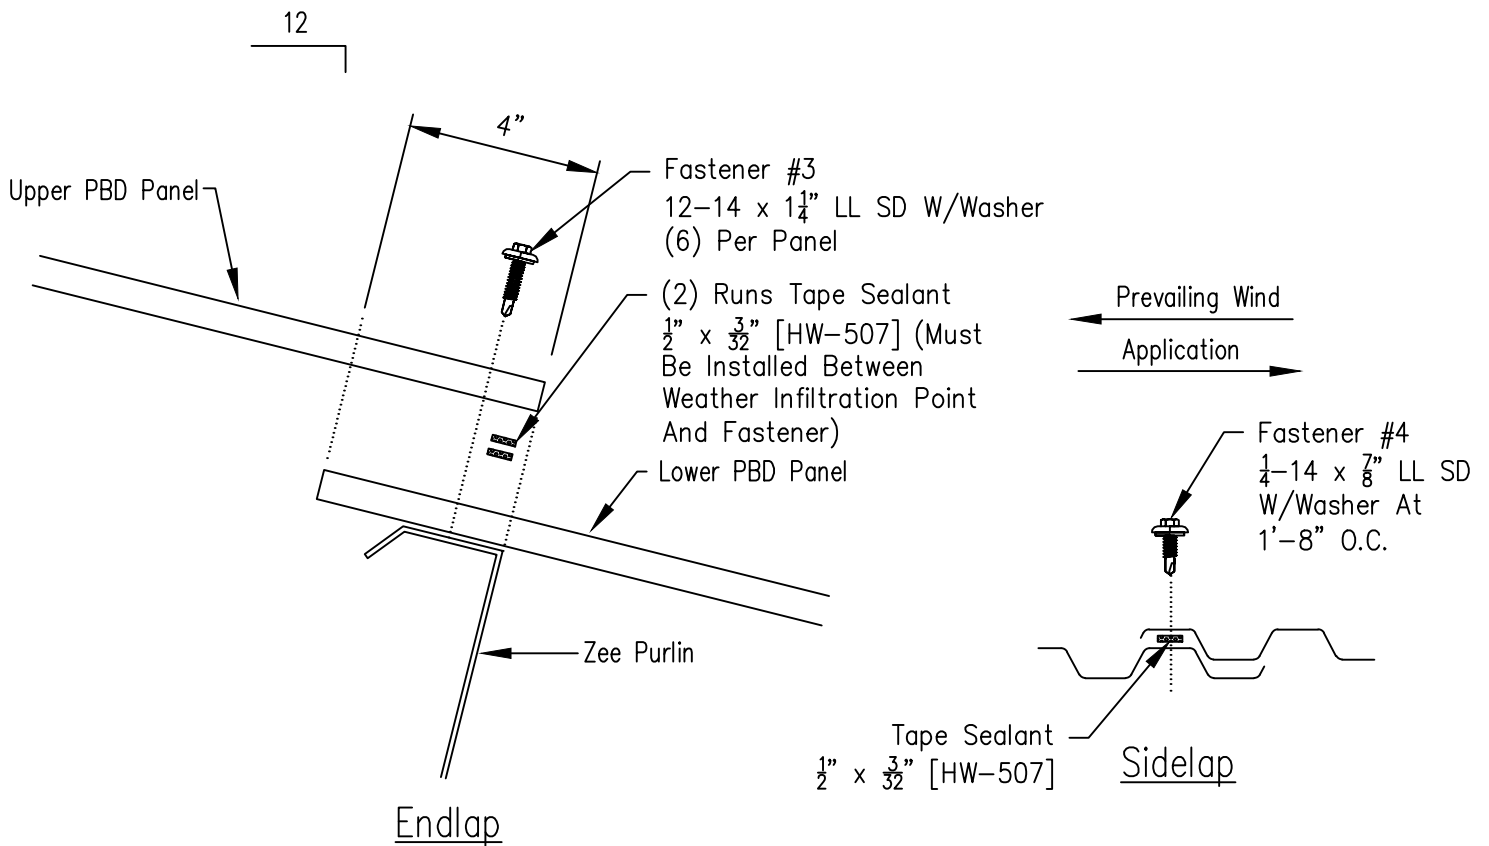 12
4”
Upper PBD Panel
Fastener #3
12-14 x 1 1/4” LL SD W/Washer
(6) Per Panel
(2) Runs Tape Sealant
1/2” x 3/32” [HW-507] (Must
Be Installed Between
Weather Infiltration Point
And Fastener)
Lower PBD Panel
Zee Purlin
Endlap
Prevailing Wind
Application
Fastener #4
1/4-14 x 7/8” LL SD
W/Washer At
1'-8” O.C.
Tape Sealant
1/2” x 3/32” [HW-507]
Sidelap